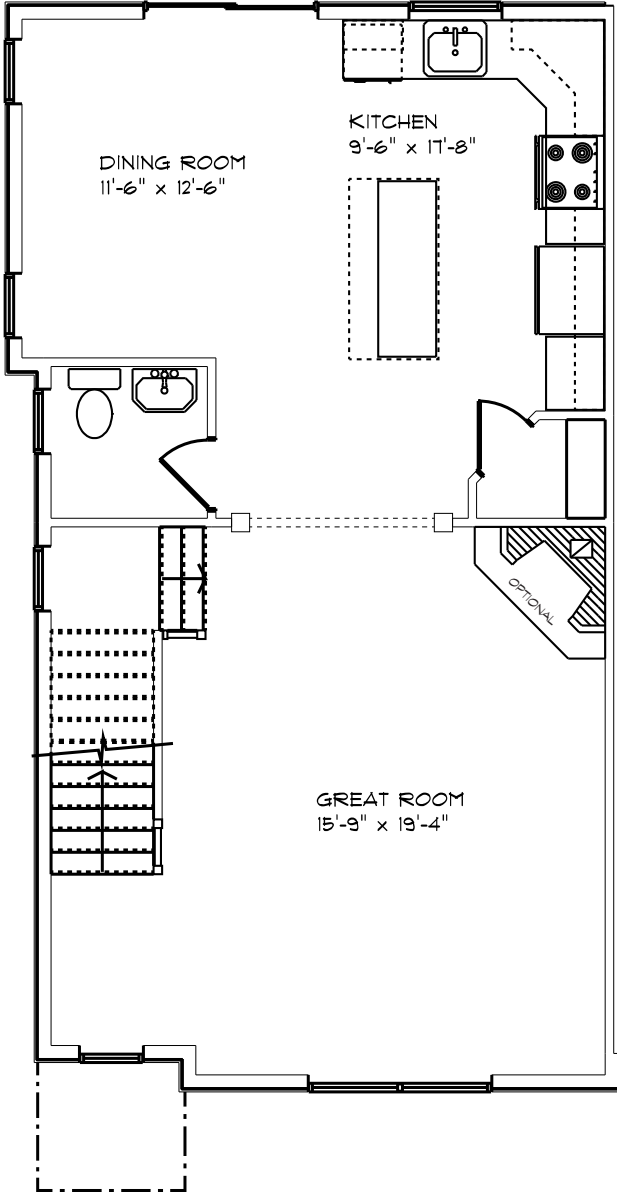 KITCHEN
9'-6" x 17'-8"
DINING ROOM
11'-6" x 12'-6"
OPTIONAL
GREAT ROOM
15'-9" x 19'-4"